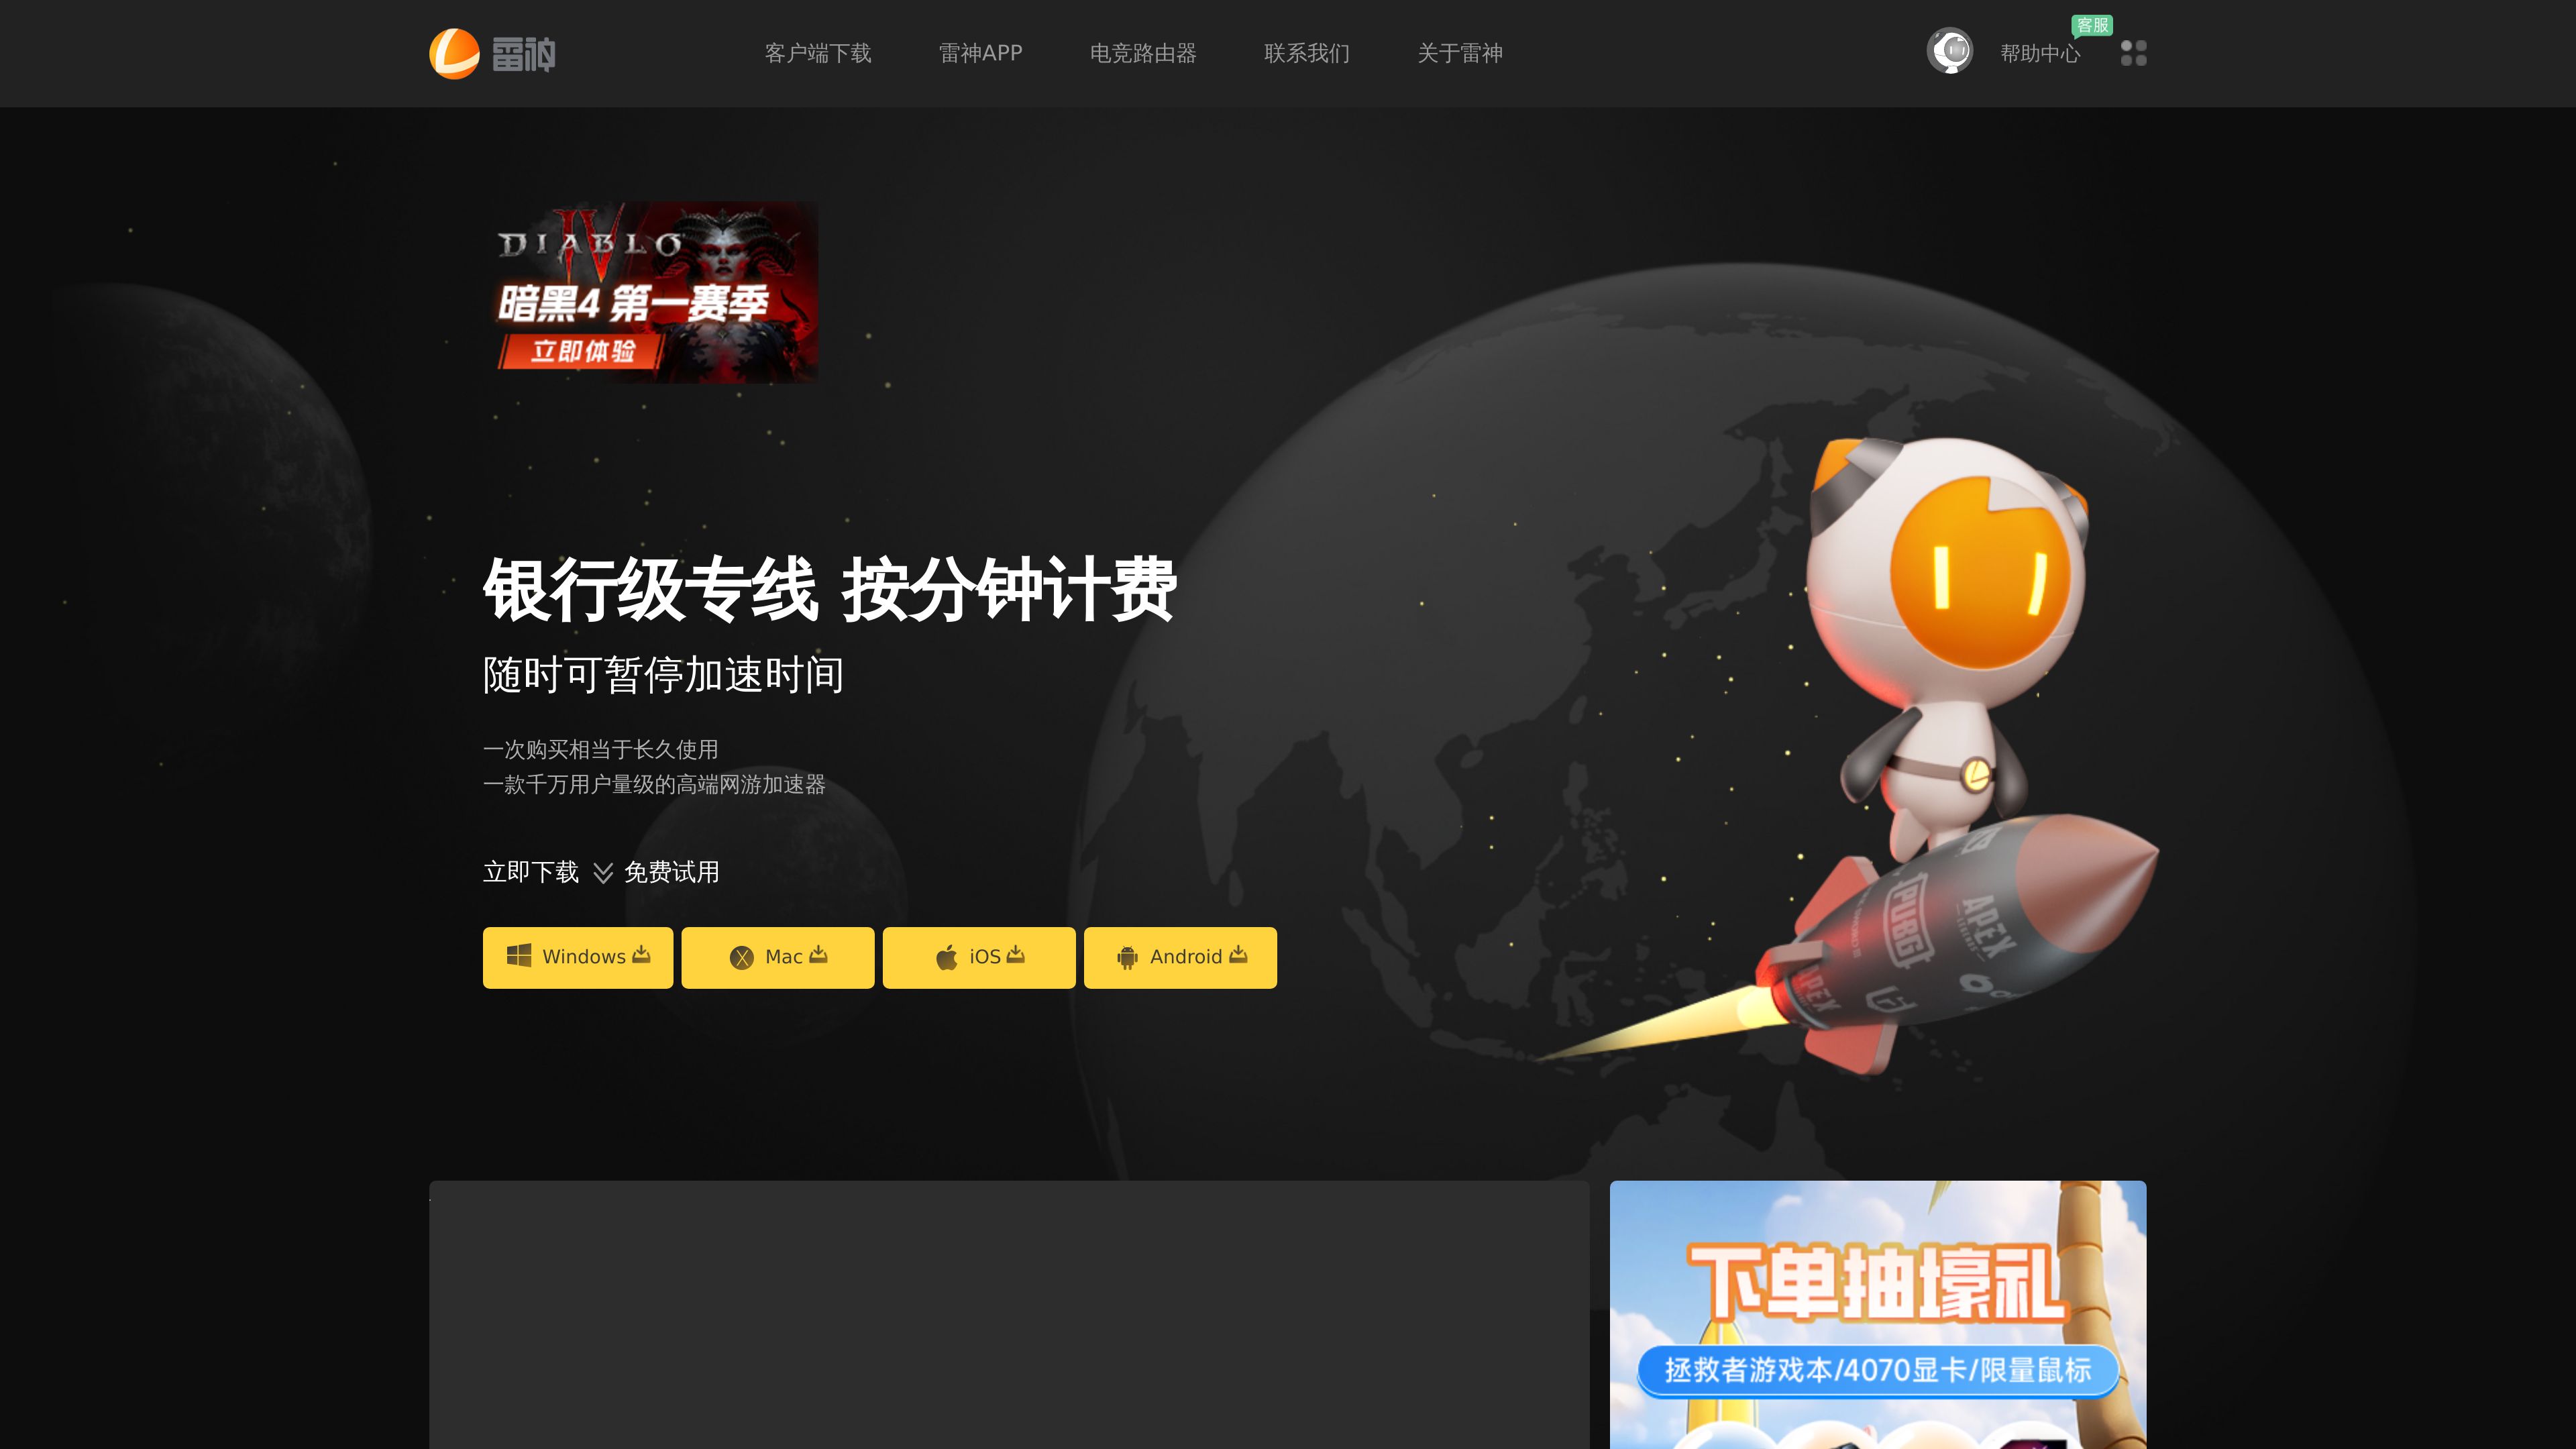 雷神
客户端下载
雷神APP
电竞路由器
联系我们
关于雷神
帮助中心
客服
DIABLO
IV
暗黑4 第一赛季
立即体验
银行级专线 按分钟计费
随时可暂停加速时间
一次购买相当于长久使用
一款千万用户量级的高端网游加速器
立即下载 免费试用
Windows
Mac
iOS
Android
PUBG
APEX
APEX
下单抽壕礼
拯救者游戏本/4070显卡/限量鼠标